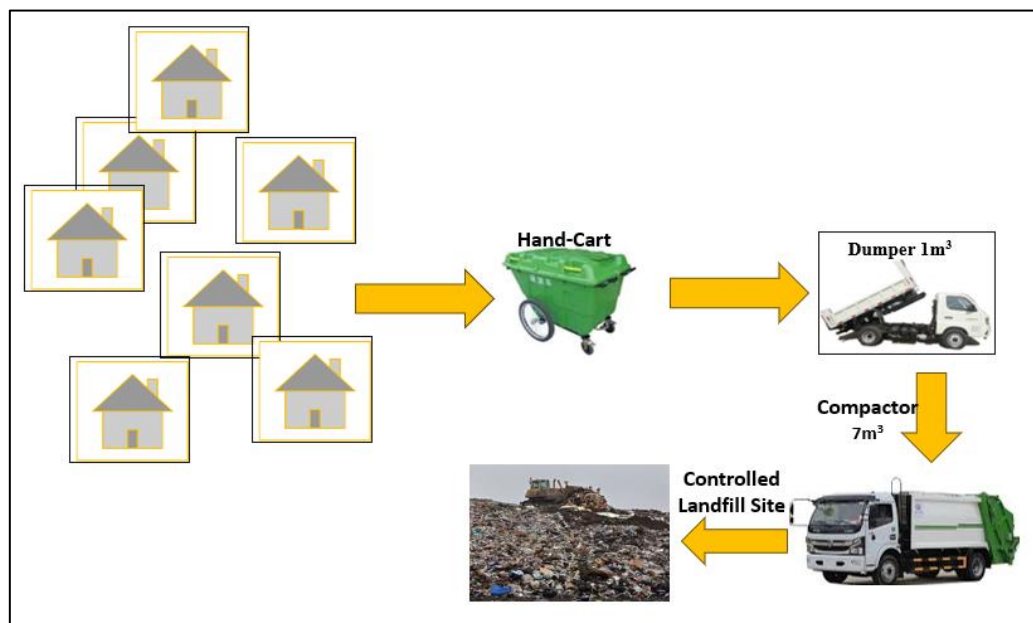 Hand-Cart
Dumper 1m³
Compactor
7m³
Controlled
Landfill Site